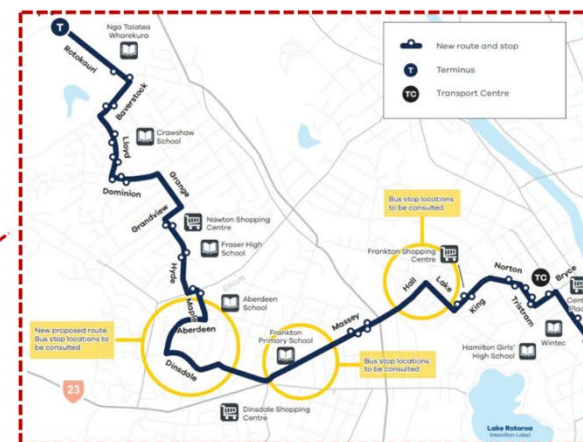 Nga Taiatea
Wharekura
T
Rotokauri
Baverstock
Lloyd
Crawshaw
School
Dominion
Grange
Grandview
Nawton Shopping
Centre
Fraser High
School
Hyde
Maple
Aberdeen
School
Aberdeen
New proposed route
Bus stop locations to
be consulted
Dinsdale
23
Dinsdale Shopping
Centre
Frankton
Primary School
Massey
Bus stop locations
to be consulted
Bus stop locations
to be consulted
Frankton Shopping
Centre
Hall
Lake
King
Norton
Tristram
TC
Bryce
Wintec
Hamilton Girls'
High School
Lake Rotoroa
(Hamilton Lake)
New route and stop
T Terminus
TC Transport Centre